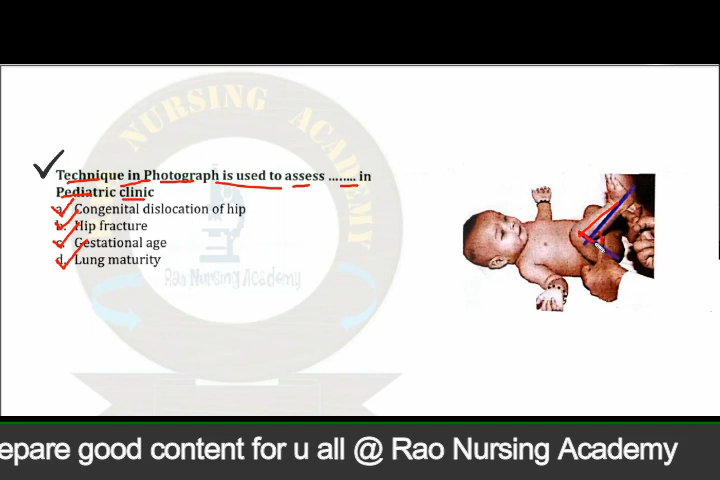 NURSING ACADEMY
Technique in Photograph is used to assess ........ in
Pediatric clinic
a. Congenital dislocation of hip
b. Hip fracture
c. Gestational age
d. Lung maturity
Rao Nursing Academy
epare good content for u all @ Rao Nursing Academy